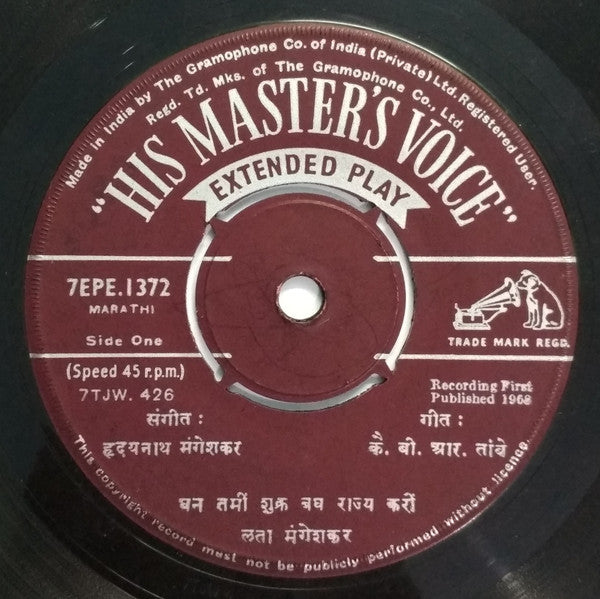 Made in India by The Gramophone Co. of India (Private) Ltd. Registered User.
Regd. Td. Mks. of The Gramophone Co., Ltd.
"HIS MASTER'S VOICE"
EXTENDED PLAY
7EPE.1372
MARATHI
Side One
TRADE MARK REGD.
(Speed 45 r.p.m.)
7TJW. 426
Recording First
Published 1968
संगीत : गीत :
हृदयनाथ मंगेशकर कै. बी. आर. तांबे
घन तमीं शुक्र बघ राज्य करीं
लता मंगेशकर
This copyright record must not be publicly performed without licence.